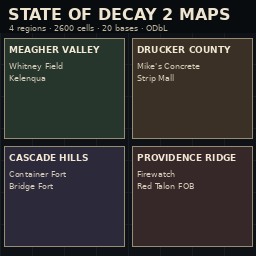 STATE OF DECAY 2 MAPS
4 regions · 2600 cells · 20 bases · ODbL
MEAGHER VALLEY
Whitney Field
Kelenqua
DRUCKER COUNTY
Mike's Concrete
Strip Mall
CASCADE HILLS
Container Fort
Bridge Fort
PROVIDENCE RIDGE
Firewatch
Red Talon FOB